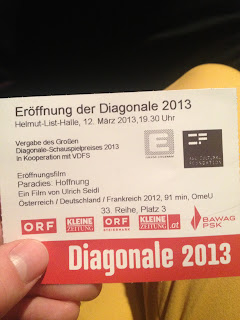 Eröffnung der Diagonale 2013
Helmut-List-Halle, 12. März 2013, 19.30 Uhr
Vergabe des Großen
Diagonale-Schauspielpreises 2013
in Kooperation mit VDFS
Eröffnungsfilm
Paradies: Hoffnung
Ein Film von Ulrich Seidl
Österreich / Deutschland / Frankreich 2012, 91 min, OmeU
33. Reihe, Platz 3
ORF
KLEINE ZEITUNG
ORF STEIERMARK
KLEINE ZEITUNG .at
BAWAG PSK
Diagonale 2013